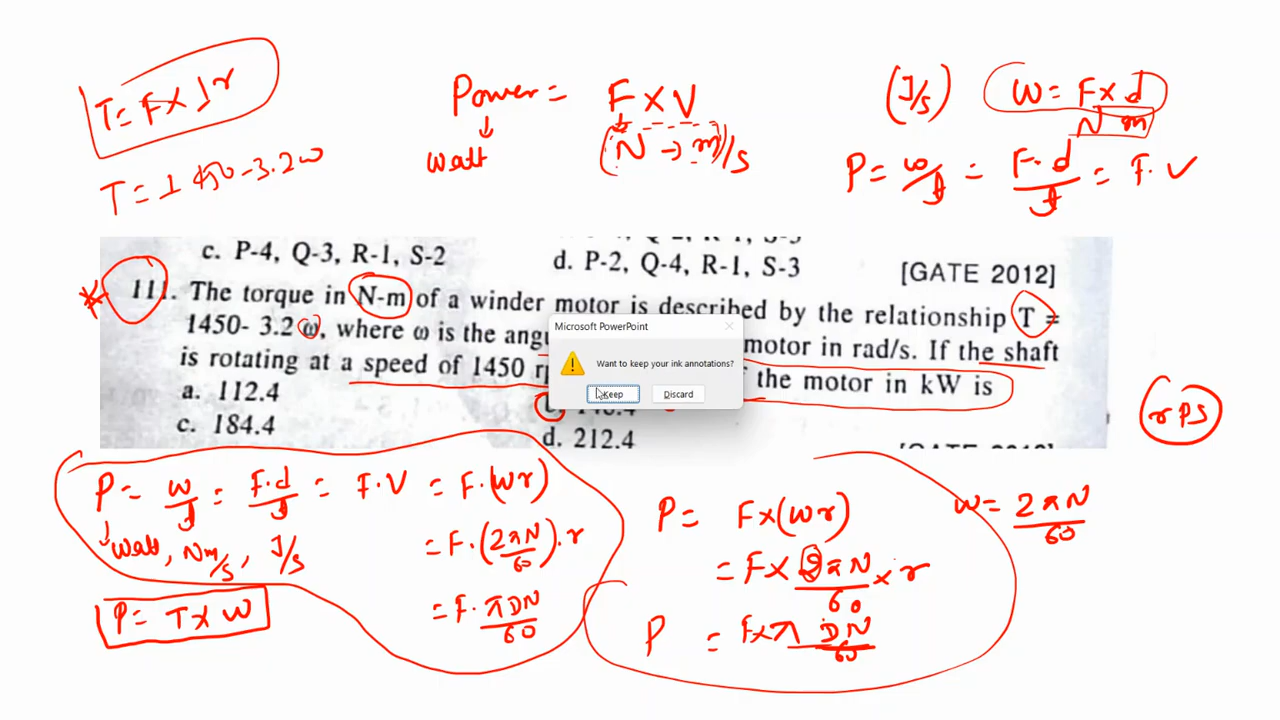 T = F × ⊥r
T = 1450-3.2ω
Power = F × V
watt
N → m/s
(J/s)
W = F × d
N m
P = w/t = F.d/t = F.V
c. P-4, Q-3, R-1, S-2
d. P-2, Q-4, R-1, S-3
[GATE 2012]
111. The torque in N-m of a winder motor is described by the relationship T =
1450- 3.2 ω, where ω is the ang motor in rad/s. If the shaft
is rotating at a speed of 1450 the motor in kW is
a. 112.4
c. 184.4
d. 212.4
Microsoft PowerPoint
Want to keep your ink annotations?
Keep
Discard
rps
P = w/t = F.d/t = F.V = F.(wr)
watt, Nm/s, J/s
= F.(2πN/60).r
= F. πDN/60
P = T × W
P = F×(wr)
= F × 2πN/60 × r
P = F×π DN/60
w = 2πN/60